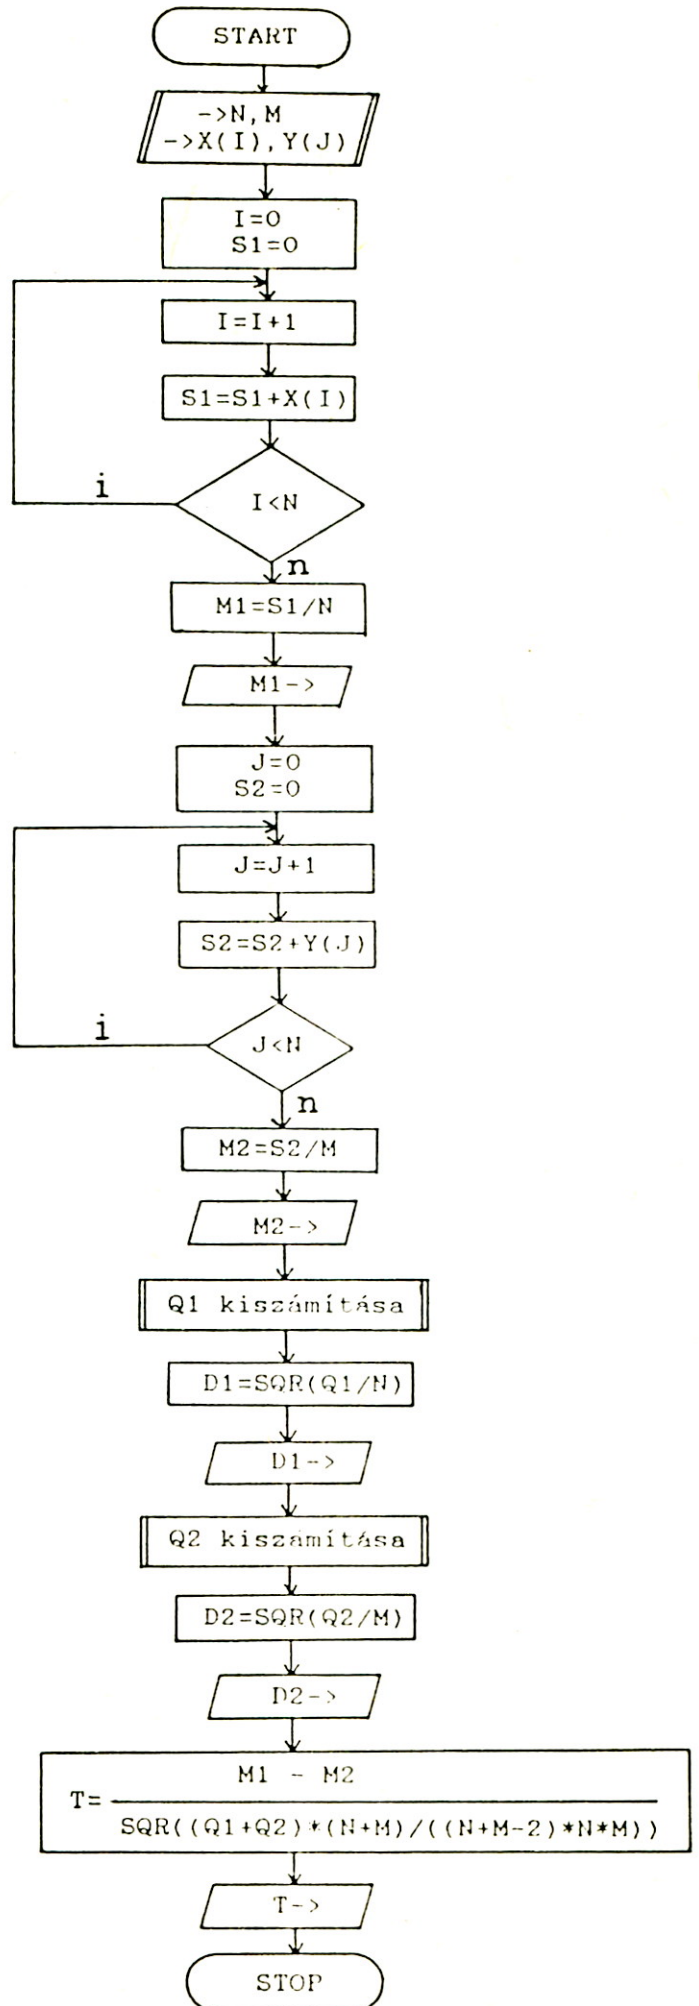 START
->N,M
->X(I),Y(J)
I=0
S1=0
I=I+1
S1=S1+X(I)
i
I<N
n
M1=S1/N
M1->
J=0
S2=0
J=J+1
S2=S2+Y(J)
i
J<N
n
M2=S2/M
M2->
Q1 kiszámítása
D1=SQR(Q1/N)
D1->
Q2 kiszámítása
D2=SQR(Q2/M)
D2->
M1 - M2
T=
SQR((Q1+Q2)*(N+M)/((N+M-2)*N*M))
T->
STOP